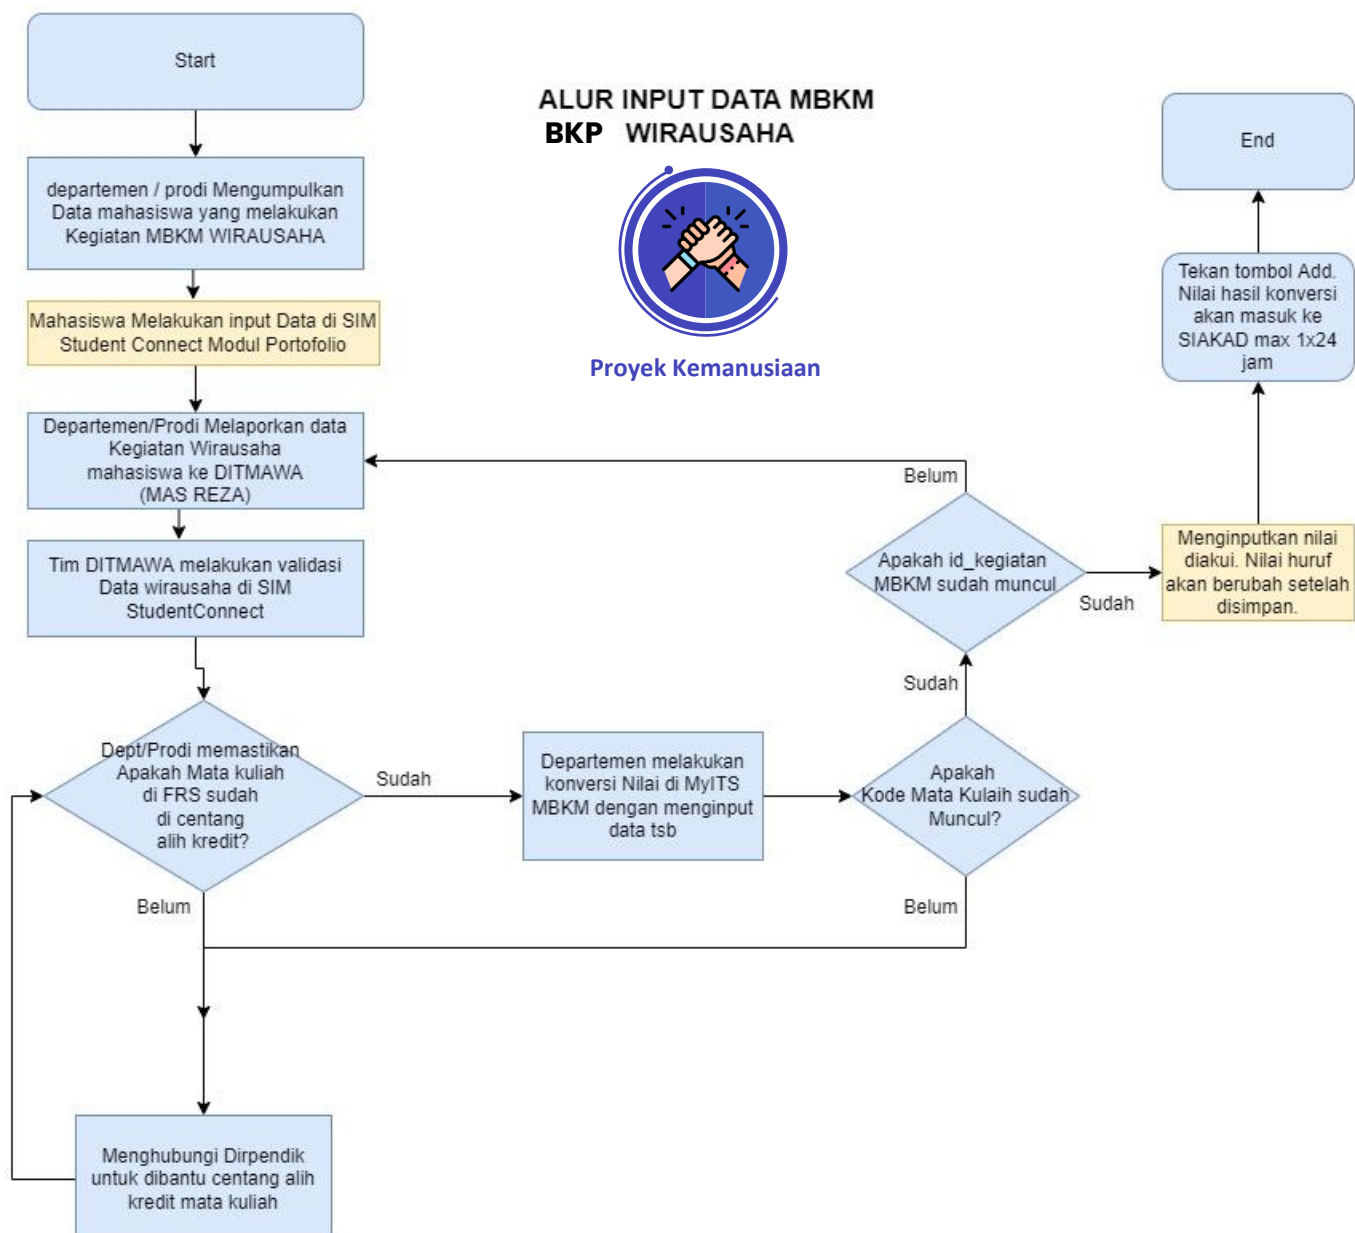 Start
ALUR INPUT DATA MBKM
BKP WIRAUSAHA
Proyek Kemanusiaan
departemen / prodi Mengumpulkan
Data mahasiswa yang melakukan
Kegiatan MBKM WIRAUSAHA
Mahasiswa Melakukan input Data di SIM
Student Connect Modul Portofolio
Departemen/Prodi Melaporkan data
Kegiatan Wirausaha
mahasiswa ke DITMAWA
(MAS REZA)
Tim DITMAWA melakukan validasi
Data wirausaha di SIM
StudentConnect
Dept/Prodi memastikan
Apakah Mata kuliah
di FRS sudah
di centang
alih kredit?
Sudah
Belum
Menghubungi Dirpendik
untuk dibantu centang alih
kredit mata kuliah
Departemen melakukan
konversi Nilai di MyITS
MBKM dengan menginput
data tsb
Apakah
Kode Mata Kulaih sudah
Muncul?
Belum
Sudah
Apakah id_kegiatan
MBKM sudah muncul
Belum
Sudah
Menginputkan nilai
diakui. Nilai huruf
akan berubah setelah
disimpan.
Tekan tombol Add.
Nilai hasil konversi
akan masuk ke
SIAKAD max 1x24
jam
End